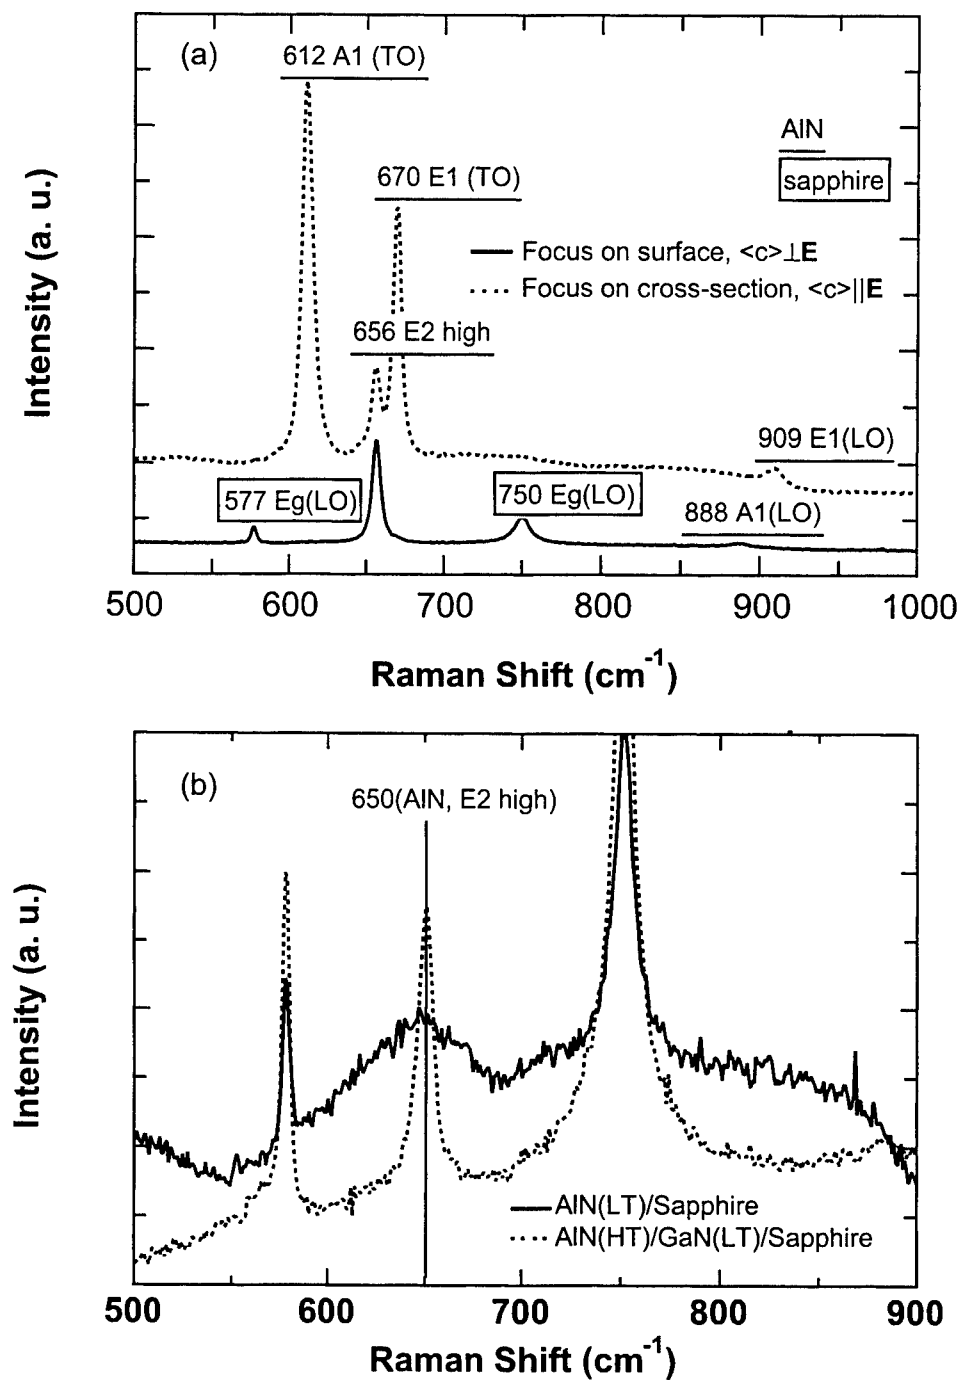 (a)
612 A1 (TO)
AlN
sapphire
670 E1 (TO)
Focus on surface, <c>⊥E
Focus on cross-section, <c>||E
656 E2 high
909 E1(LO)
577 Eg(LO)
750 Eg(LO)
888 A1(LO)
Intensity (a. u.)
500 600 700 800 900 1000
Raman Shift (cm⁻¹)
(b)
650(AlN, E2 high)
Intensity (a. u.)
AlN(LT)/Sapphire
AlN(HT)/GaN(LT)/Sapphire
500 600 700 800 900
Raman Shift (cm⁻¹)